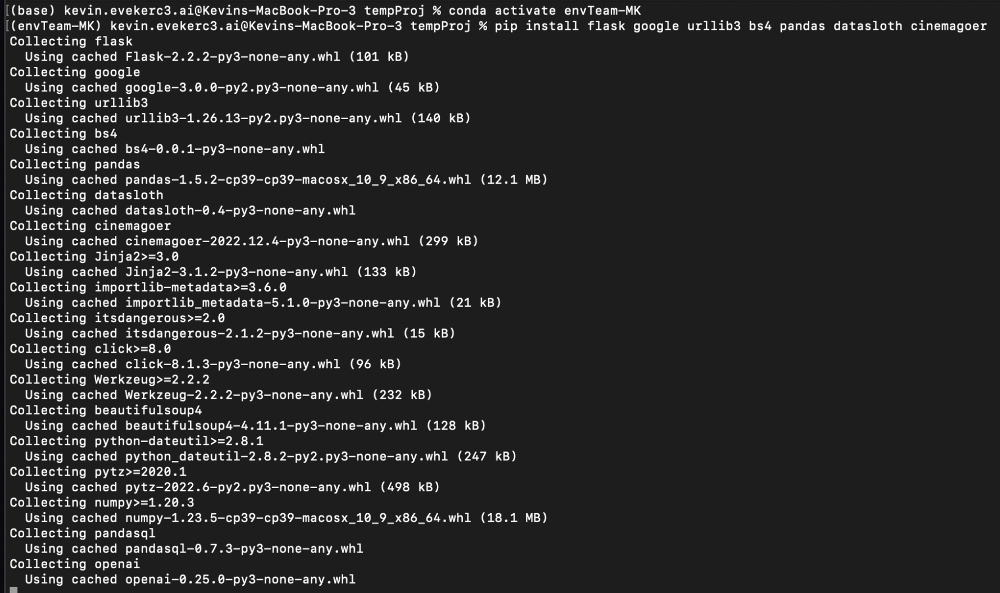 [(base) kevin.evekerc3.ai@Kevins-MacBook-Pro-3 tempProj % conda activate envTeam-MK
[(envTeam-MK) kevin.evekerc3.ai@Kevins-MacBook-Pro-3 tempProj % pip install flask google urllib3 bs4 pandas datasloth cinemagoer
Collecting flask
  Using cached Flask-2.2.2-py3-none-any.whl (101 kB)
Collecting google
  Using cached google-3.0.0-py2.py3-none-any.whl (45 kB)
Collecting urllib3
  Using cached urllib3-1.26.13-py2.py3-none-any.whl (140 kB)
Collecting bs4
  Using cached bs4-0.0.1-py3-none-any.whl
Collecting pandas
  Using cached pandas-1.5.2-cp39-cp39-macosx_10_9_x86_64.whl (12.1 MB)
Collecting datasloth
  Using cached datasloth-0.4-py3-none-any.whl
Collecting cinemagoer
  Using cached cinemagoer-2022.12.4-py3-none-any.whl (299 kB)
Collecting Jinja2>=3.0
  Using cached Jinja2-3.1.2-py3-none-any.whl (133 kB)
Collecting importlib-metadata>=3.6.0
  Using cached importlib_metadata-5.1.0-py3-none-any.whl (21 kB)
Collecting itsdangerous>=2.0
  Using cached itsdangerous-2.1.2-py3-none-any.whl (15 kB)
Collecting click>=8.0
  Using cached click-8.1.3-py3-none-any.whl (96 kB)
Collecting Werkzeug>=2.2.2
  Using cached Werkzeug-2.2.2-py3-none-any.whl (232 kB)
Collecting beautifulsoup4
  Using cached beautifulsoup4-4.11.1-py3-none-any.whl (128 kB)
Collecting python-dateutil>=2.8.1
  Using cached python_dateutil-2.8.2-py2.py3-none-any.whl (247 kB)
Collecting pytz>=2020.1
  Using cached pytz-2022.6-py2.py3-none-any.whl (498 kB)
Collecting numpy>=1.20.3
  Using cached numpy-1.23.5-cp39-cp39-macosx_10_9_x86_64.whl (18.1 MB)
Collecting pandasql
  Using cached pandasql-0.7.3-py3-none-any.whl
Collecting openai
  Using cached openai-0.25.0-py3-none-any.whl